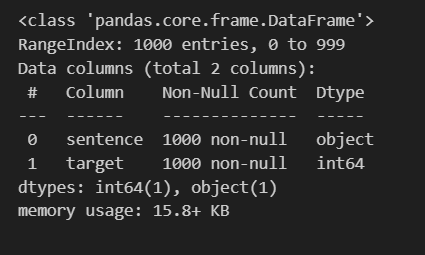 <class 'pandas.core.frame.DataFrame'>
RangeIndex: 1000 entries, 0 to 999
Data columns (total 2 columns):
 #   Column    Non-Null Count  Dtype
---  ------    --------------  -----
 0   sentence  1000 non-null   object
 1   target    1000 non-null   int64
dtypes: int64(1), object(1)
memory usage: 15.8+ KB